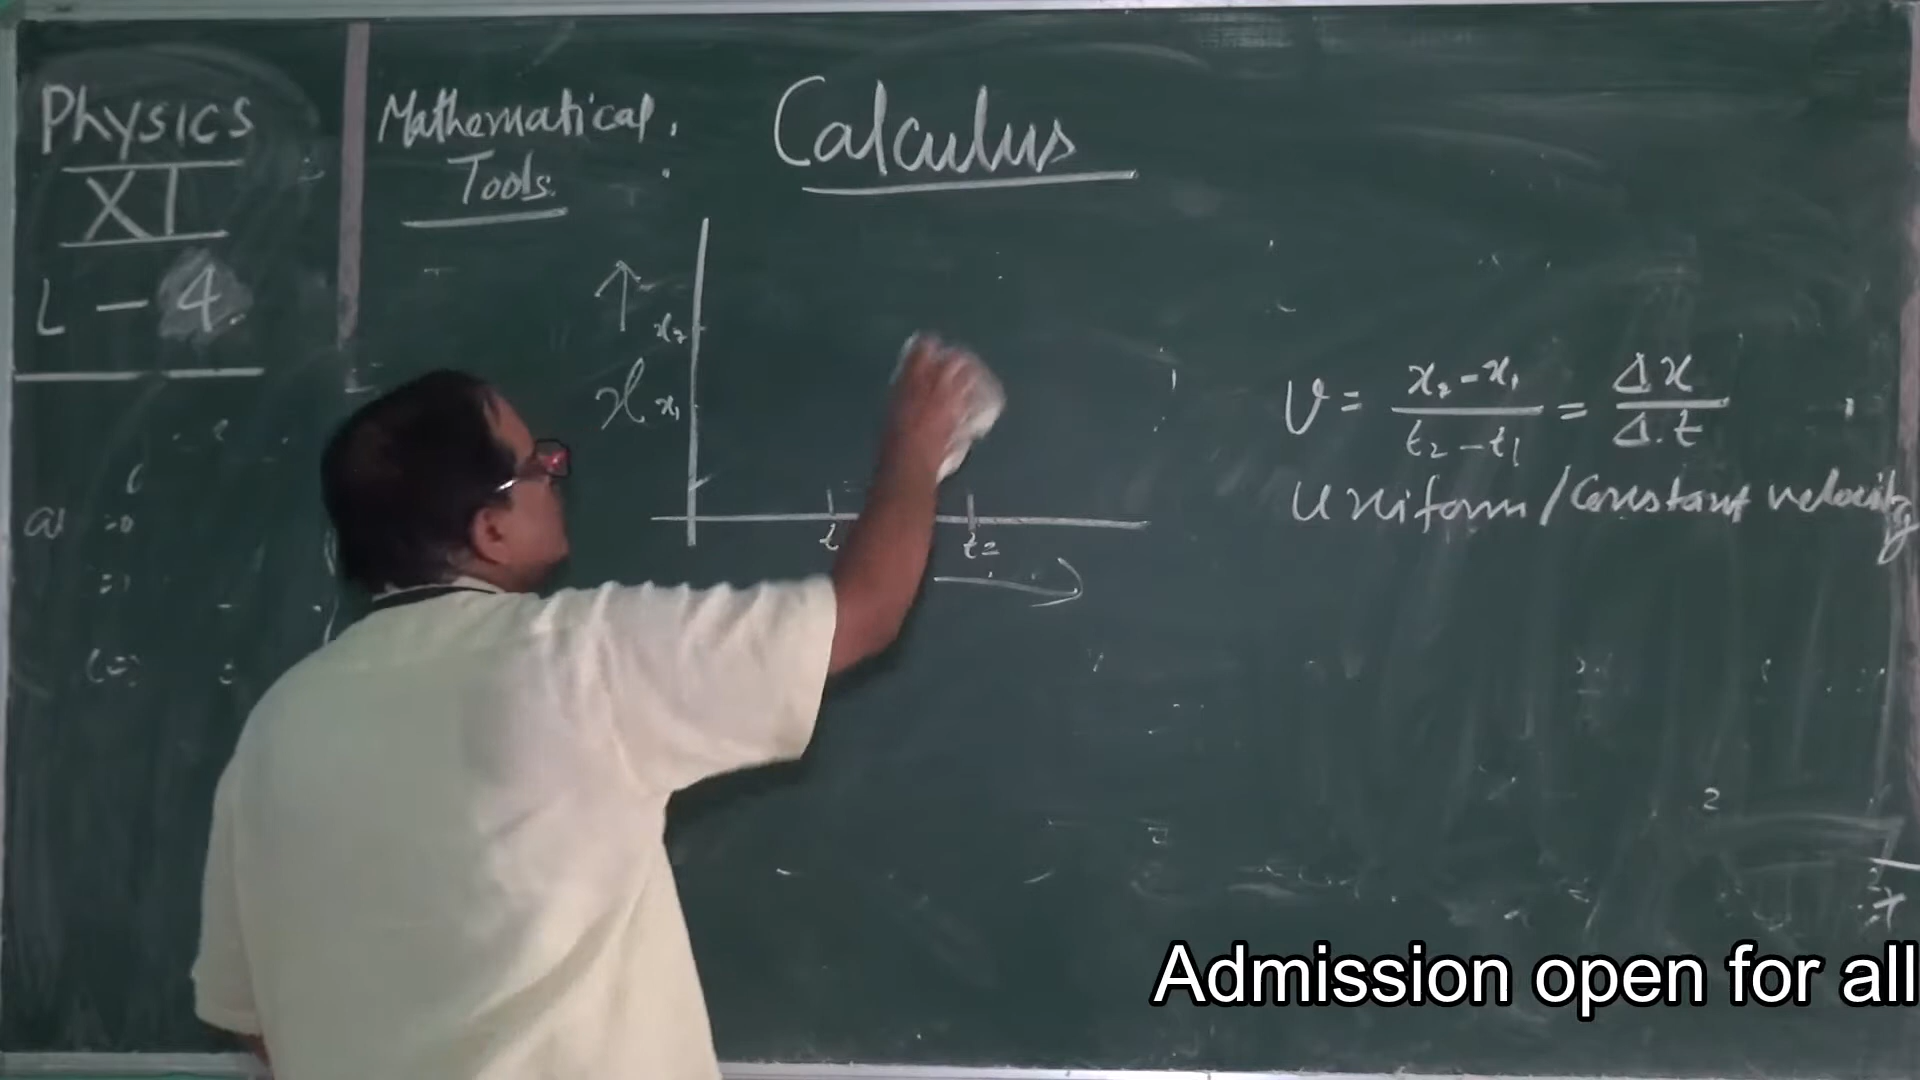 Physics
XI
L - 4
Mathematical
Tools.
Calculus
↑
x₂
x x₁
t t₂
→
v = (x₂ - x₁)/(t₂ - t₁) = Δx/Δt
Uniform/Constant velocity
Admission open for all